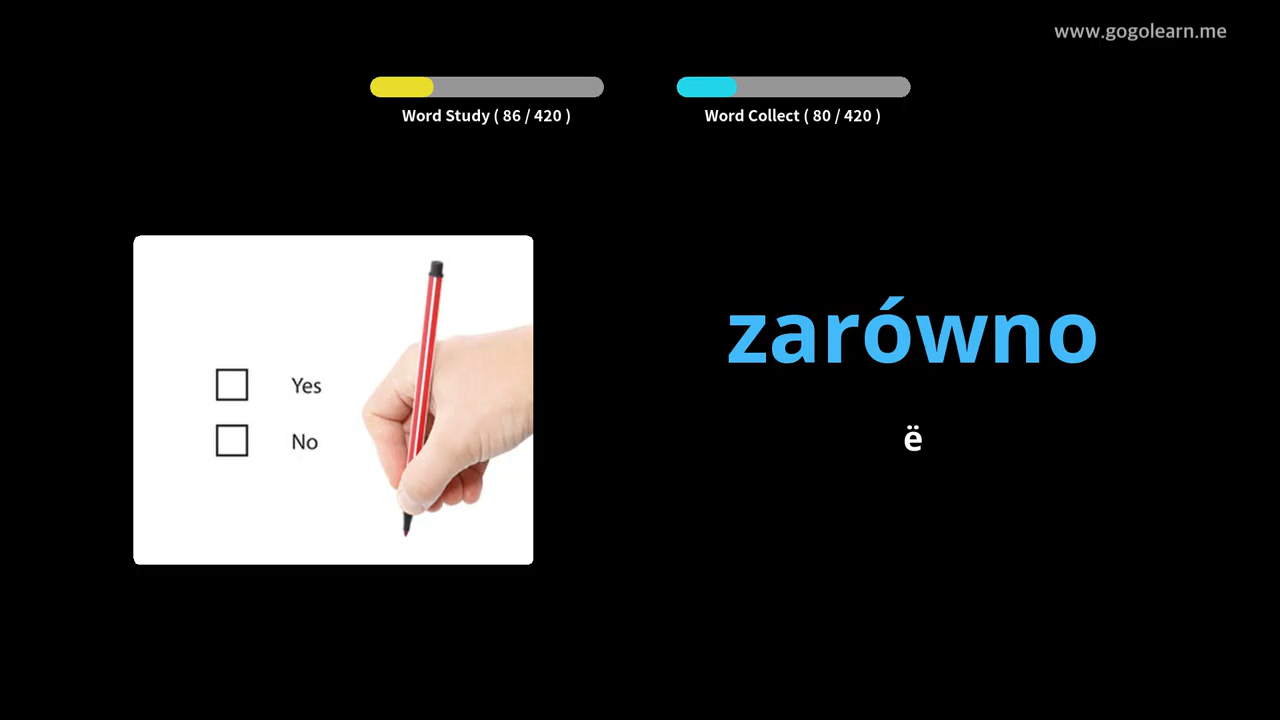 www.gogolearn.me
Word Study ( 86 / 420 )
Word Collect ( 80 / 420 )
Yes
No
zarówno
ë